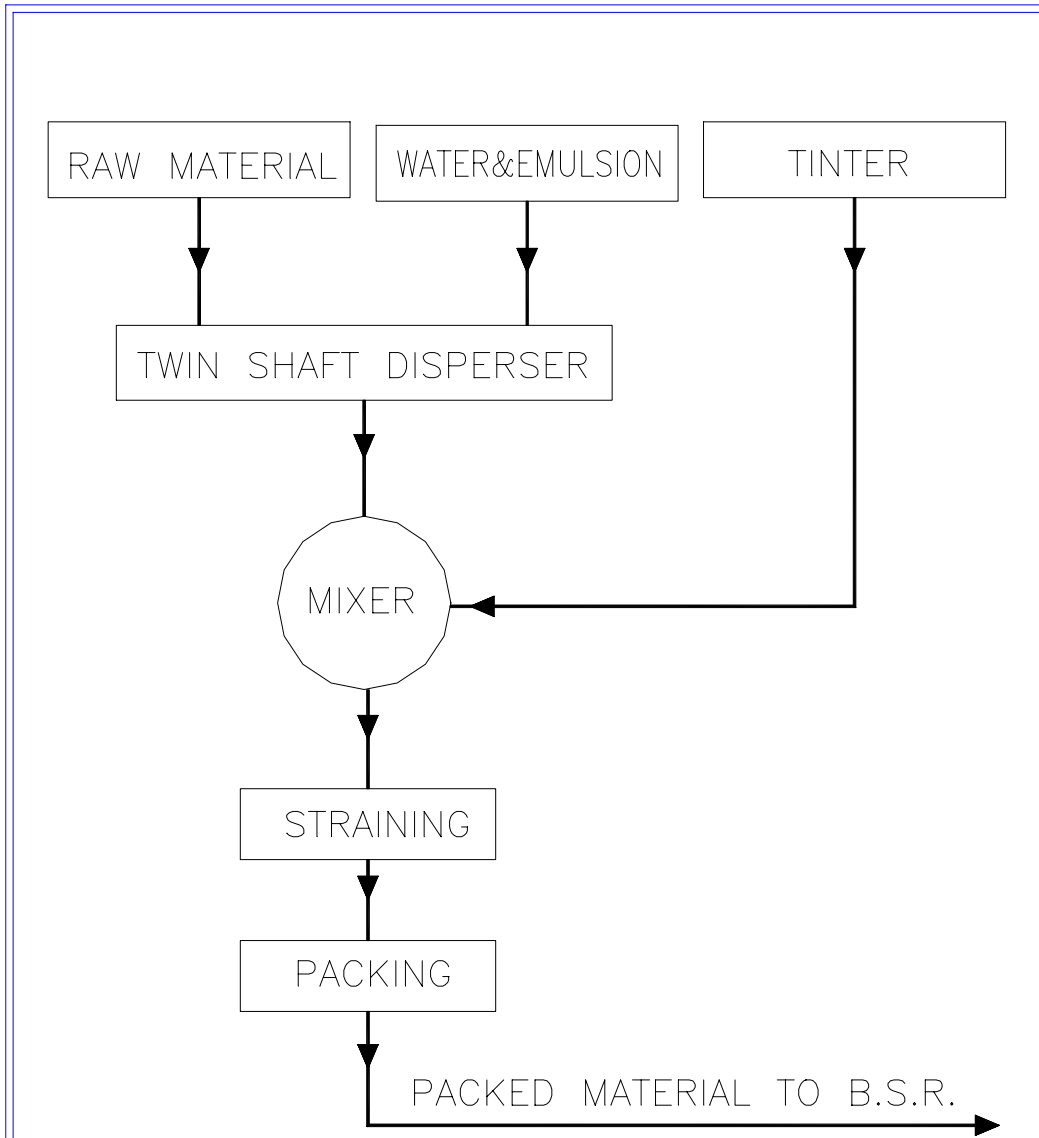 RAW MATERIAL
WATER&EMULSION
TINTER
TWIN SHAFT DISPERSER
MIXER
STRAINING
PACKING
PACKED MATERIAL TO B.S.R.